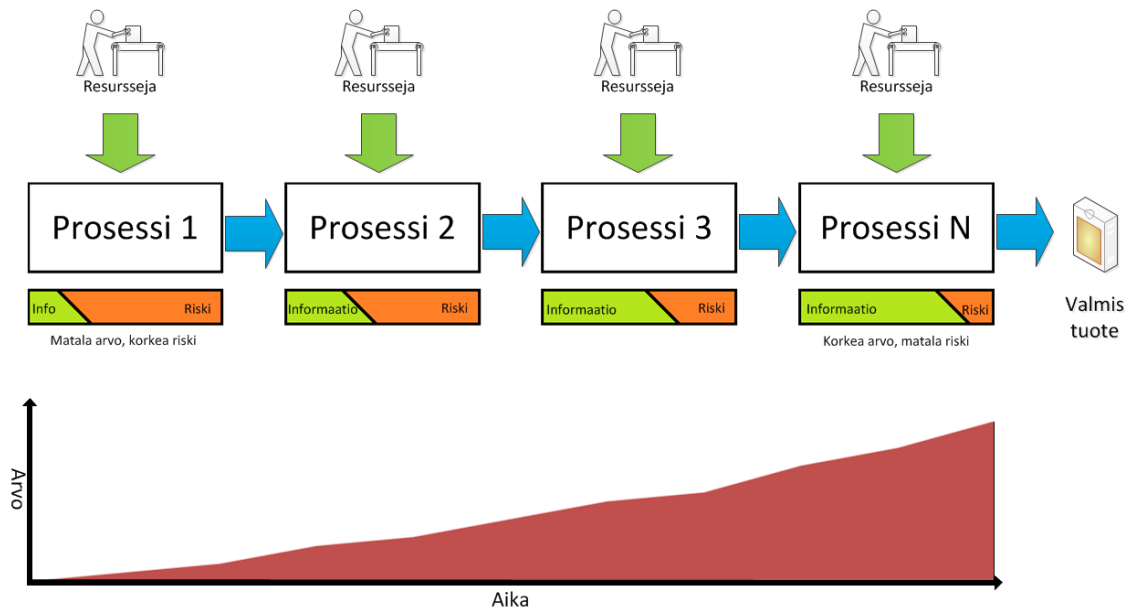 Resursseja
Resursseja
Resursseja
Resursseja
Prosessi 1
Prosessi 2
Prosessi 3
Prosessi N
Info
Riski
Informaatio
Riski
Informaatio
Riski
Informaatio
Riski
Valmis
tuote
Matala arvo, korkea riski
Korkea arvo, matala riski
Arvo
Aika